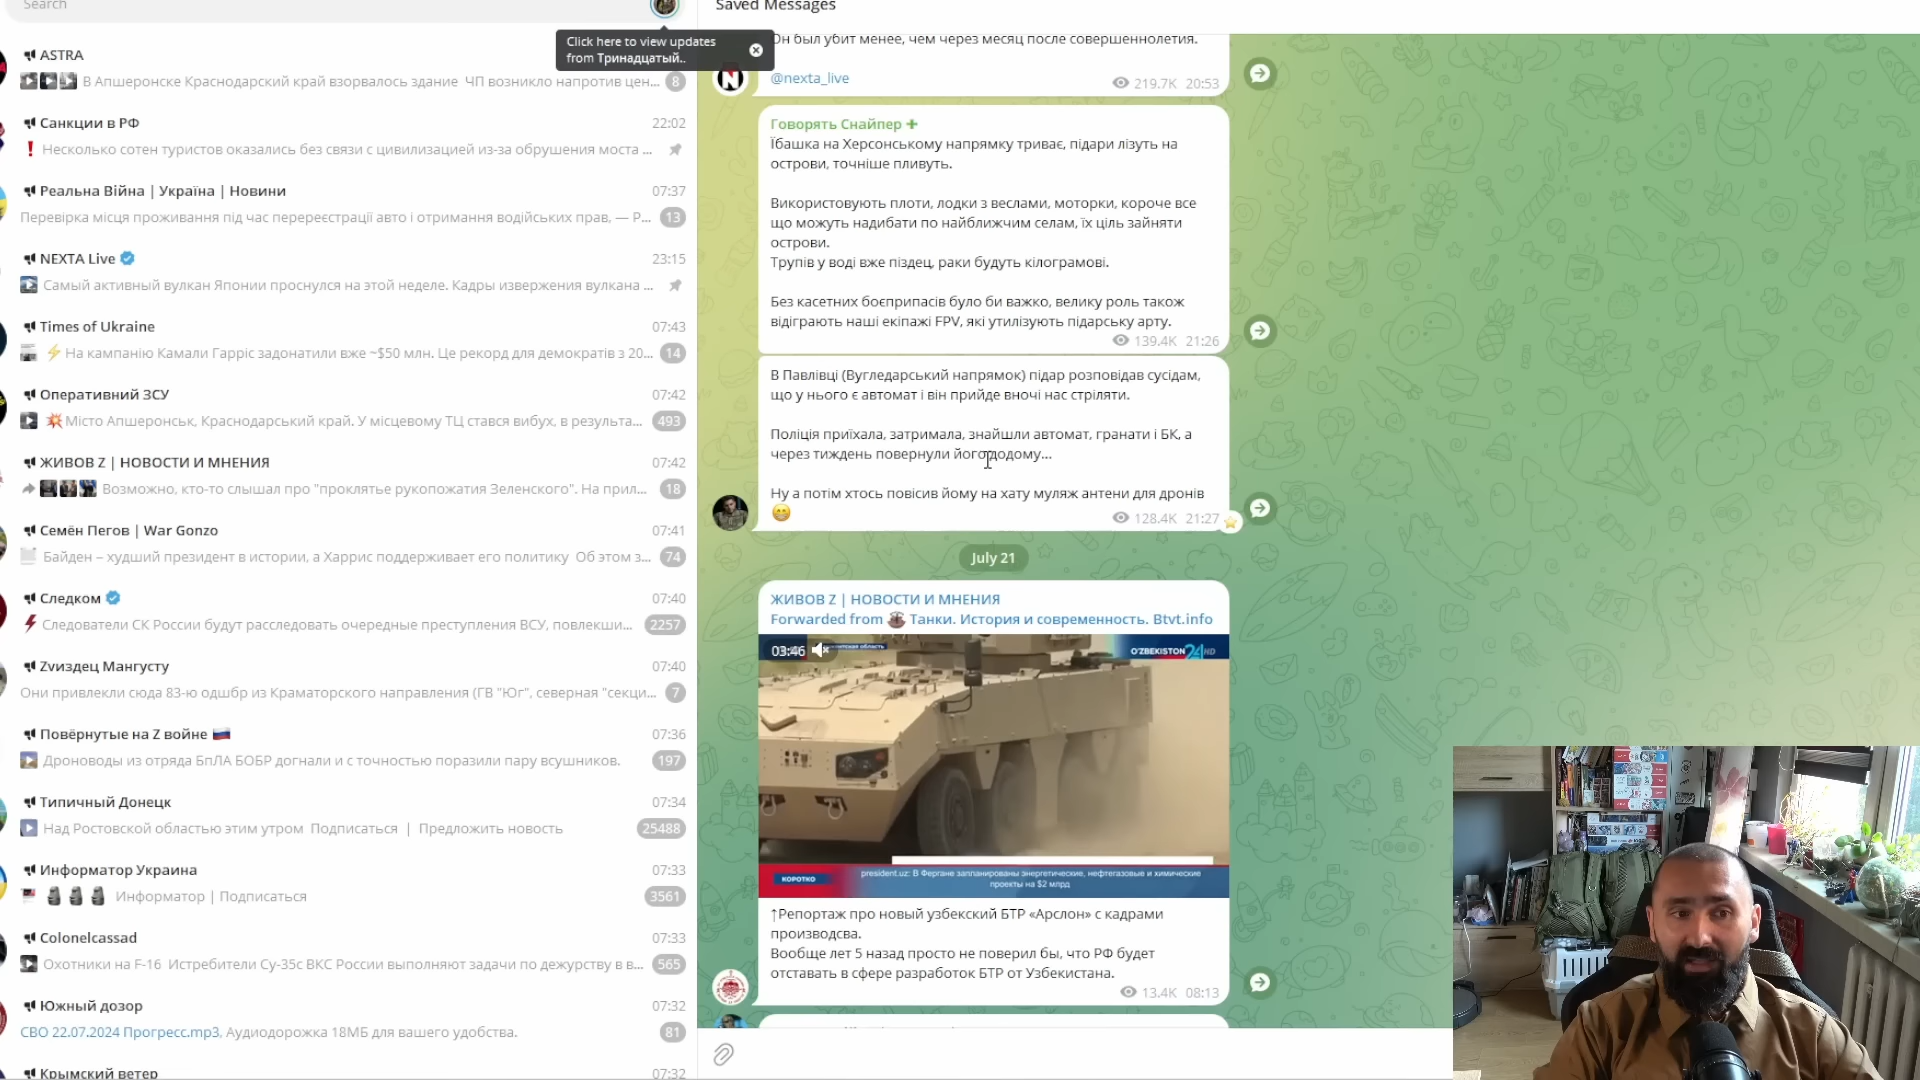 Search
Click here to view updates
from Тринадцатый..
ASTRA
В Апшеронске Краснодарский край взорвалось здание ЧП возникло напротив цен...
8
Санкции в РФ
22:02
Несколько сотен туристов оказались без связи с цивилизацией из-за обрушения моста ...
Реальна Війна | Україна | Новини
07:37
Перевірка місця проживання під час перереєстрації авто і отримання водійських прав, — Р...
13
NEXTA Live
23:15
Самый активный вулкан Японии проснулся на этой неделе. Кадры извержения вулкана ...
Times of Ukraine
07:43
На кампанію Камали Гарріс задонатили вже ~$50 млн. Це рекорд для демократів з 20...
14
Оперативний ЗСУ
07:42
Місто Апшеронськ, Краснодарський край. У місцевому ТЦ стався вибух, в результа...
493
ЖИВОВ Z | НОВОСТИ И МНЕНИЯ
07:42
Возможно, кто-то слышал про "проклятье рукопожатия Зеленского". На прил...
18
Семён Пегов | War Gonzo
07:41
Байден – худший президент в истории, а Харрис поддерживает его политику Об этом з...
74
Следком
07:40
Следователи СК России будут расследовать очередные преступления ВСУ, повлекши...
2257
Zvиздец Мангусту
07:40
Они привлекли сюда 83-ю одшбр из Краматорского направления (ГВ "Юг", северная "секци...
7
Повёрнутые на Z войне
07:36
Дроноводы из отряда БпЛА БОБР догнали и с точностью поразили пару всушников.
197
Типичный Донецк
07:34
Над Ростовской областью этим утром Подписаться | Предложить новость
25488
Информатор Украина
07:33
Информатор | Подписаться
3561
Colonelcassad
07:33
Охотники на F-16 Истребители Су-35с ВКС России выполняют задачи по дежурству в в...
565
Южный дозор
07:32
СВО 22.07.2024 Прогресс.mp3, Аудиодорожка 18МБ для вашего удобства.
81
Крымский ветер
07:32
Saved Messages
Он был убит менее, чем через месяц после совершеннолетия.
@nexta_live
219.7K 20:53
Говорять Снайпер
Їбашка на Херсонському напрямку триває, підари лізуть на
острови, точніше пливуть.
Використовують плоти, лодки з веслами, моторки, короче все
що можуть надибати по найближчим селам, їх ціль зайняти
острови.
Трупів у воді вже піздец, раки будуть кілограмові.
Без касетних боєприпасів було би важко, велику роль також
відіграють наші екіпажі FPV, які утилізують підарську арту.
139.4K 21:26
В Павлівці (Вугледарський напрямок) підар розповідав сусідам,
що у нього є автомат і він прийде вночі нас стріляти.
Поліція приїхала, затримала, знайшли автомат, гранати і БК, а
через тиждень повернули його додому...
Ну а потім хтось повісив йому на хату муляж антени для дронів
128.4K 21:27
July 21
ЖИВОВ Z | НОВОСТИ И МНЕНИЯ
Forwarded from Танки. История и современность. Btvt.info
03:46
O'ZBEKISTON 24 HD
КОРОТКО
president.uz: В Фергане запланированы энергетические, нефтегазовые и химические
проекты на $2 млрд
↑Репортаж про новый узбекский БТР «Арслон» с кадрами
производсва.
Вообще лет 5 назад просто не поверил бы, что РФ будет
отставать в сфере разработок БТР от Узбекистана.
13.4K 08:13